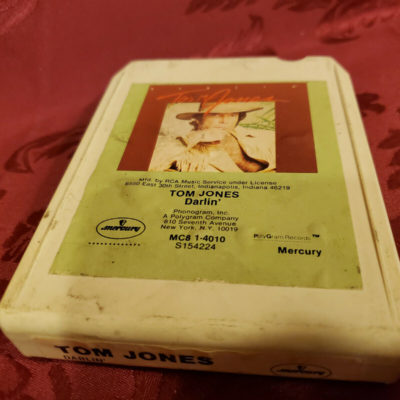 Tom Jones
Mfd. by RCA Music Service under License
6550 East 30th Street, Indianapolis, Indiana 46219
TOM JONES
Darlin'
Phonogram, Inc.
A Polygram Company
810 Seventh Avenue
New York, N.Y. 10019
MC8 1-4010
S154224
mercury
PolyGram Records™
Mercury
TOM JONES
DARLIN'
mercury